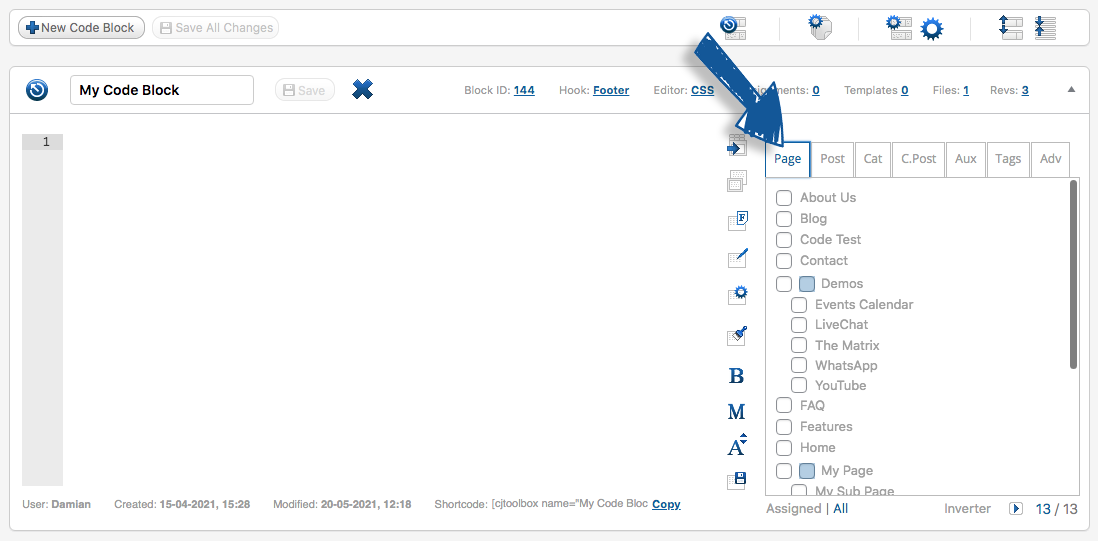 New Code Block Save All Changes
My Code Block Save Block ID: 144 Hook: Footer Editor: CSS nments: 0 Templates 0 Files: 1 Revs: 3
1
Page Post Cat C.Post Aux Tags Adv
About Us
Blog
Code Test
Contact
Demos
Events Calendar
LiveChat
The Matrix
WhatsApp
YouTube
FAQ
Features
Home
My Page
My Sub Page
F
B
M
A
User: Damian Created: 15-04-2021, 15:28 Modified: 20-05-2021, 12:18 Shortcode: [cjtoolbox name="My Code Bloc Copy
Assigned | All Inverter 13 / 13